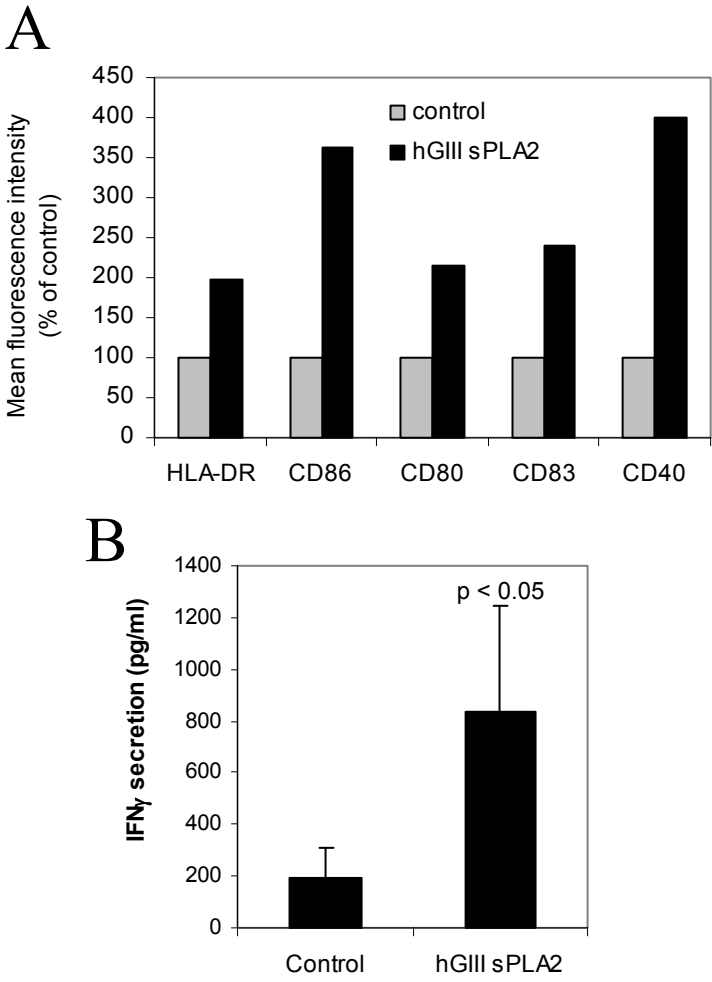 A
Mean fluorescence intensity
(% of control)
450
400
350
300
250
200
150
100
50
0
control
hGIII sPLA2
HLA-DR CD86 CD80 CD83 CD40
B
IFNγ secretion (pg/ml)
1400
1200
1000
800
600
400
200
0
p < 0.05
Control hGIII sPLA2